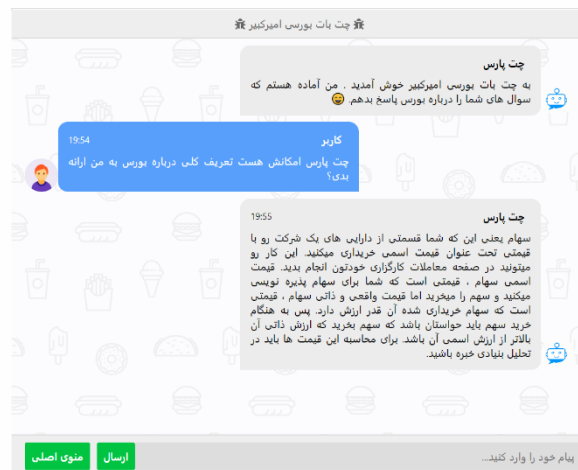 چت بات بورسی امیرکبیر
چت پارس
به چت بات بورسی امیرکبیر خوش آمدید . من آماده هستم که
سوال های شما را درباره بورس پاسخ بدهم. 😄
کاربر 19:54
چت پارس امکانش هست تعریف کلی درباره بورس به من ارائه
بدی؟
چت پارس 19:55
سهام یعنی این که شما قسمتی از دارایی های یک شرکت رو با
قیمتی تحت عنوان قیمت اسمی خریداری میکنید. این کار رو
میتونید در صفحه معاملات کارگزاری خودتون انجام بدید. قیمت
اسمی سهام ، قیمتی است که شما برای سهام پذیره نویسی
میکنید و سهم را میخرید اما قیمت واقعی و ذاتی سهام ، قیمتی
است که سهام خریداری شده آن قدر ارزش دارد. پس به هنگام
خرید سهم باید حواستان باشد که سهم بخرید که ارزش ذاتی آن
بالاتر از ارزش اسمی آن باشد. برای محاسبه این قیمت ها باید در
تحلیل بنیادی خبره باشید.
پیام خود را وارد کنید...
ارسال
منوی اصلی